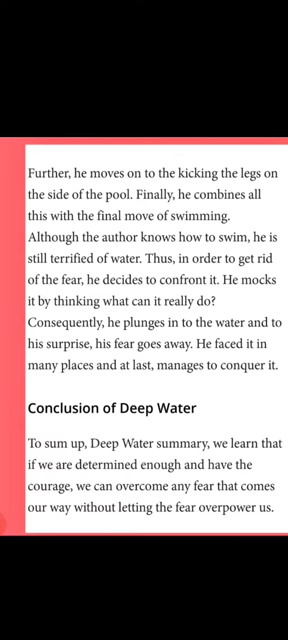 Further, he moves on to the kicking the legs on
the side of the pool. Finally, he combines all
this with the final move of swimming.
Although the author knows how to swim, he is
still terrified of water. Thus, in order to get rid
of the fear, he decides to confront it. He mocks
it by thinking what can it really do?
Consequently, he plunges in to the water and to
his surprise, his fear goes away. He faced it in
many places and at last, manages to conquer it.
Conclusion of Deep Water
To sum up, Deep Water summary, we learn that
if we are determined enough and have the
courage, we can overcome any fear that comes
our way without letting the fear overpower us.